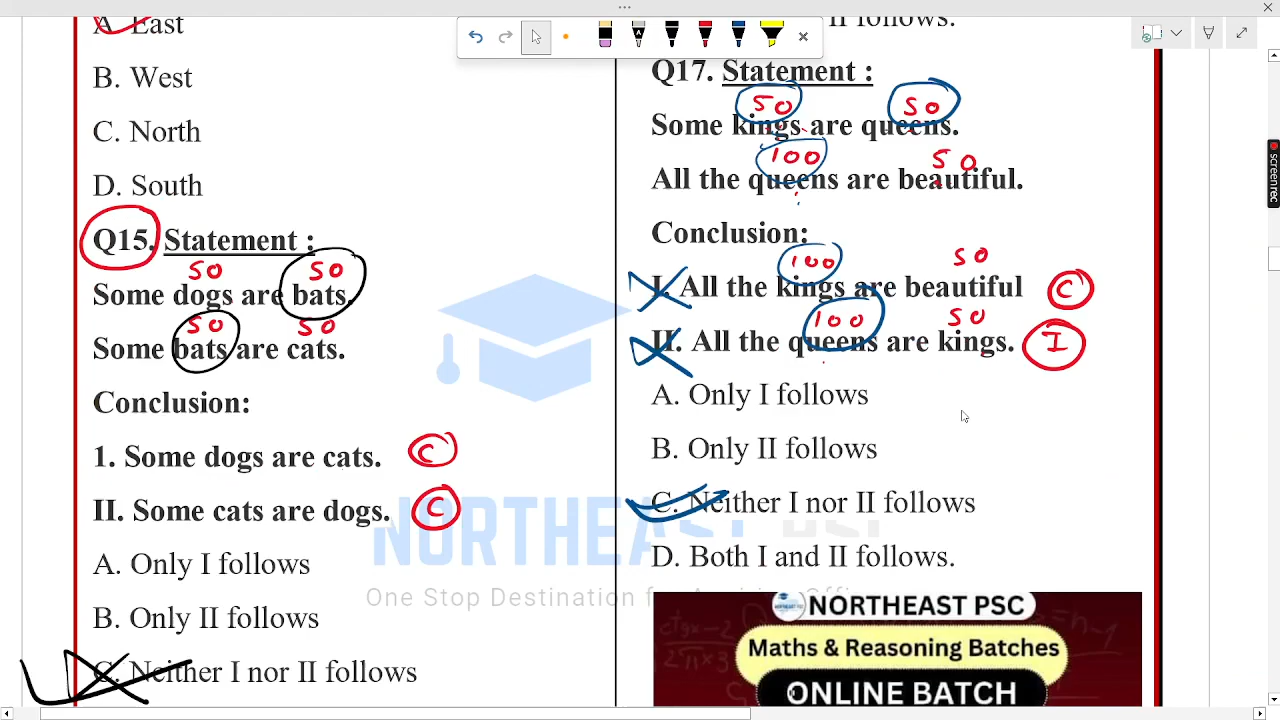 A. East
B. West
C. North
D. South
Q15. Statement :
50 50
Some dogs are bats.
50 50
Some bats are cats.
Conclusion:
1. Some dogs are cats. C
II. Some cats are dogs. C
A. Only I follows
B. Only II follows
C. Neither I nor II follows
II follows.
Q17. Statement :
50 50
Some kings are queens.
100 50
All the queens are beautiful.
Conclusion:
100 50
I. All the kings are beautiful C
100 50
II. All the queens are kings. I
A. Only I follows
B. Only II follows
C. Neither I nor II follows
D. Both I and II follows.
NORTHEAST PSC
Maths & Reasoning Batches
ONLINE BATCH
NORTHEAST PSC
One Stop Destination for
screenrec